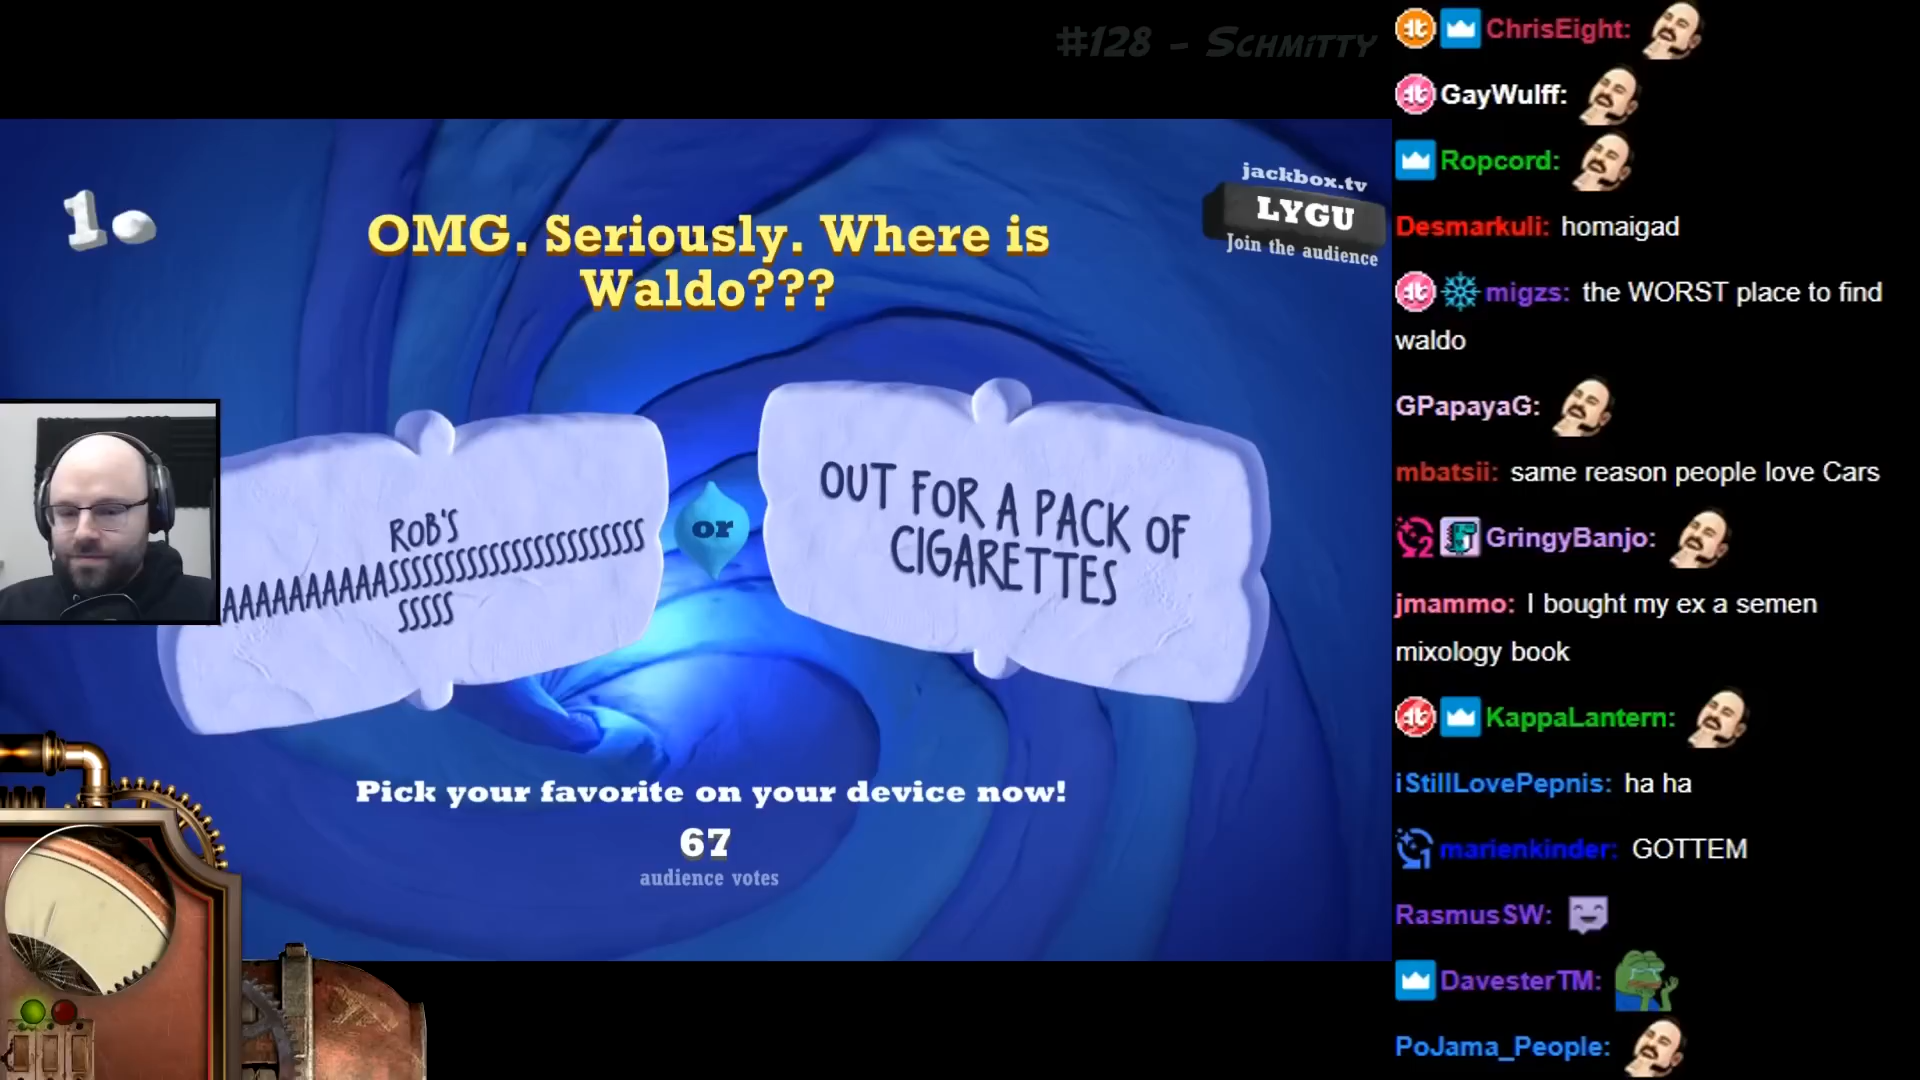 #128 - SCHMITTY
10
OMG. Seriously. Where is
Waldo???
jackbox.tv
LYGU
Join the audience
ROB'S
AAAAAAAAAASSSSSSSSSSSSSSSSSSSSSSS
SSSSS
or
OUT FOR A PACK OF
CIGARETTES
Pick your favorite on your device now!
67
audience votes
ChrisEight:
GayWulff:
Ropcord:
Desmarkuli: homaigad
migzs: the WORST place to find
waldo
GPapayaG:
mbatsii: same reason people love Cars
GringyBanjo:
jmammo: I bought my ex a semen
mixology book
KappaLantern:
iStillLovePepnis: ha ha
marienkinder: GOTTEM
RasmusSW:
DavesterTM:
PoJama_People: